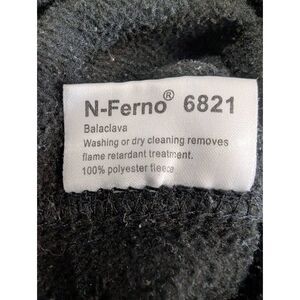 N-Ferno® 6821
Balaclava
Washing or dry cleaning removes
flame retardant treatment.
100% polyester fleece